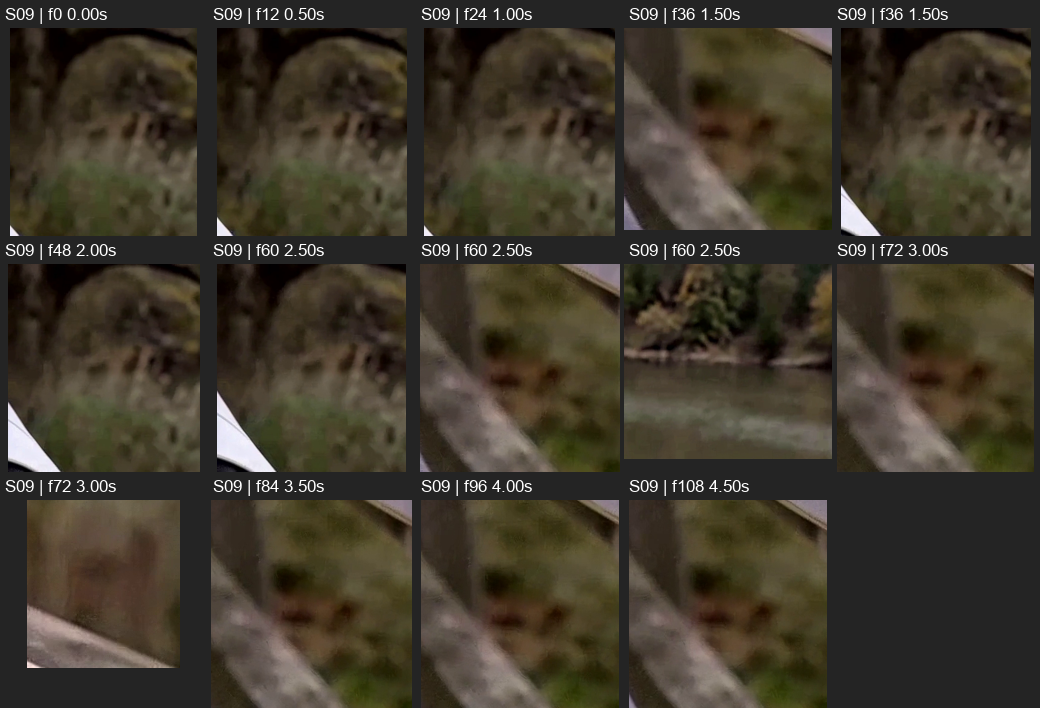 S09 | f0 0.00s
S09 | f12 0.50s
S09 | f24 1.00s
S09 | f36 1.50s
S09 | f36 1.50s
S09 | f48 2.00s
S09 | f60 2.50s
S09 | f60 2.50s
S09 | f60 2.50s
S09 | f72 3.00s
S09 | f72 3.00s
S09 | f84 3.50s
S09 | f96 4.00s
S09 | f108 4.50s